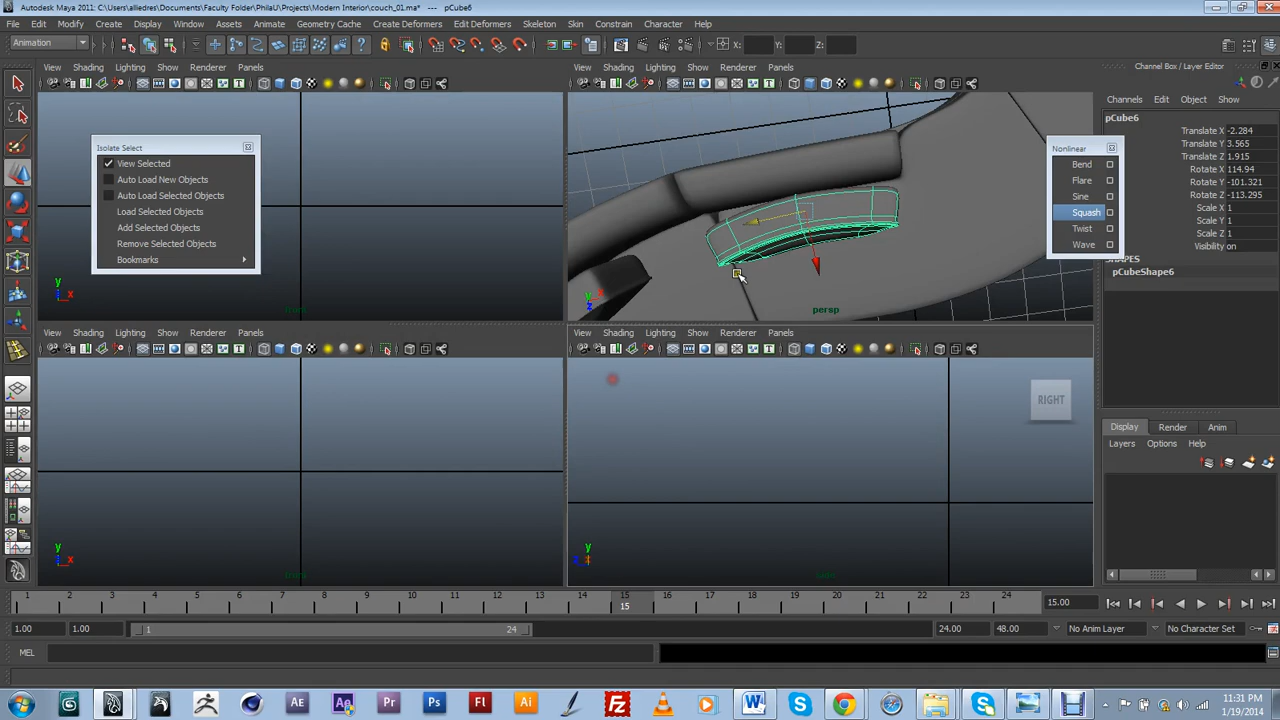 Autodesk Maya 2011: C:\Users\alliedres\Documents\Faculty Folder\PhilaU\Projects\Modern Interior\couch_01.ma* --- pCube6
File Edit Modify Create Display Window Assets Animate Geometry Cache Create Deformers Edit Deformers Skeleton Skin Constrain Character Help
Animation X: Y: Z:
Channel Box / Layer Editor
View Shading Lighting Show Renderer Panels
View Shading Lighting Show Renderer Panels
Channels Edit Object Show
pCube6
Translate X -2.284
Translate Y 3.565
Translate Z 1.915
Rotate X 114.94
Rotate Y -101.321
Rotate Z -113.295
Scale X 1
Scale Y 1
Scale Z 1
Visibility on
SHAPES
pCubeShape6
Isolate Select
View Selected
Auto Load New Objects
Auto Load Selected Objects
Load Selected Objects
Add Selected Objects
Remove Selected Objects
Bookmarks
Nonlinear
Bend
Flare
Sine
Squash
Twist
Wave
y
x
persp
View Shading Lighting Show Renderer Panels
View Shading Lighting Show Renderer Panels
RIGHT
y
x
y
Display Render Anim
Layers Options Help
1 2 3 4 5 6 7 8 9 10 11 12 13 14 15 16 17 18 19 20 21 22 23 24
15
15.00
1.00 1.00 1 24 24.00 48.00 No Anim Layer No Character Set
MEL
Ae Ae Pr Ps Fl Ai Fz W S
11:31 PM
1/19/2014